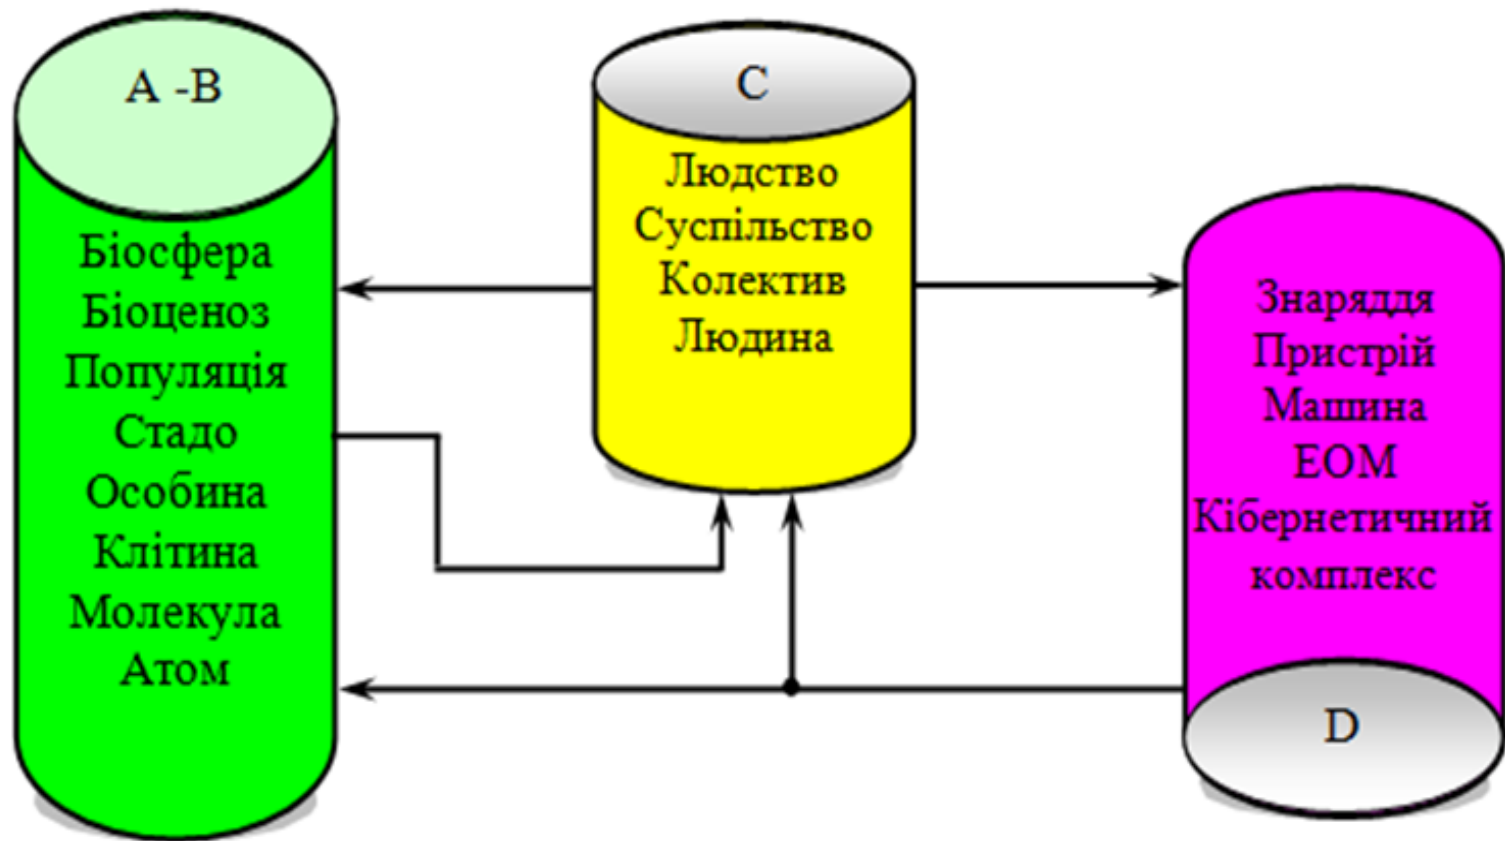 А -В
Біосфера
Біоценоз
Популяція
Стадо
Особина
Клітина
Молекула
Атом
С
Людство
Суспільство
Колектив
Людина
Знаряддя
Пристрій
Машина
ЕОМ
Кібернетичний
комплекс
D